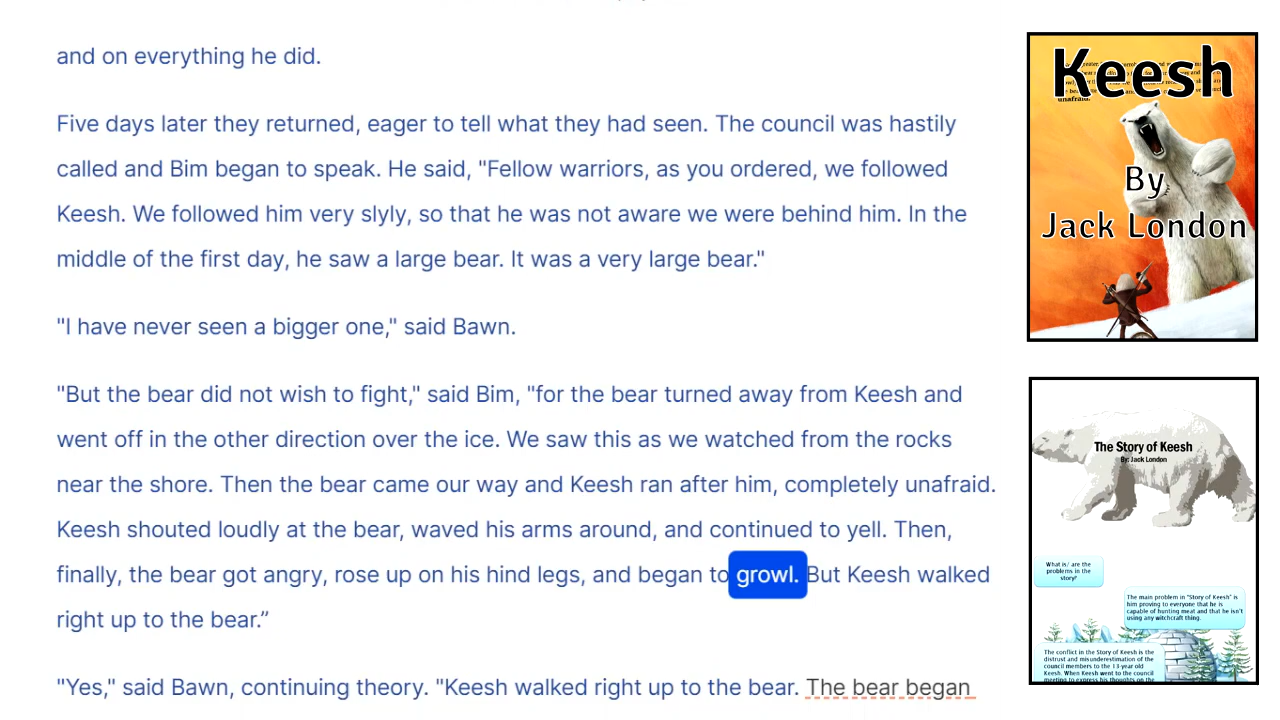 and on everything he did.
Five days later they returned, eager to tell what they had seen. The council was hastily
called and Bim began to speak. He said, "Fellow warriors, as you ordered, we followed
Keesh. We followed him very slyly, so that he was not aware we were behind him. In the
middle of the first day, he saw a large bear. It was a very large bear."
"I have never seen a bigger one," said Bawn.
"But the bear did not wish to fight," said Bim, "for the bear turned away from Keesh and
went off in the other direction over the ice. We saw this as we watched from the rocks
near the shore. Then the bear came our way and Keesh ran after him, completely unafraid.
Keesh shouted loudly at the bear, waved his arms around, and continued to yell. Then,
finally, the bear got angry, rose up on his hind legs, and began to growl. But Keesh walked
right up to the bear.”
"Yes," said Bawn, continuing theory. "Keesh walked right up to the bear. The bear began
Keesh
unafraid.
By
Jack London
The Story of Keesh
By: Jack London
What is/ are the
problems in the
story?
The main problem in "Story of Keesh" is
him proving to everyone that he is
capable of hunting meat and that he isn't
using any witchcraft thing.
The conflict in the Story of Keesh is the
distrust and misunderestimation of the
council members to the 13-year old
Keesh. When Keesh went to the council
meeting to express his thoughts on the